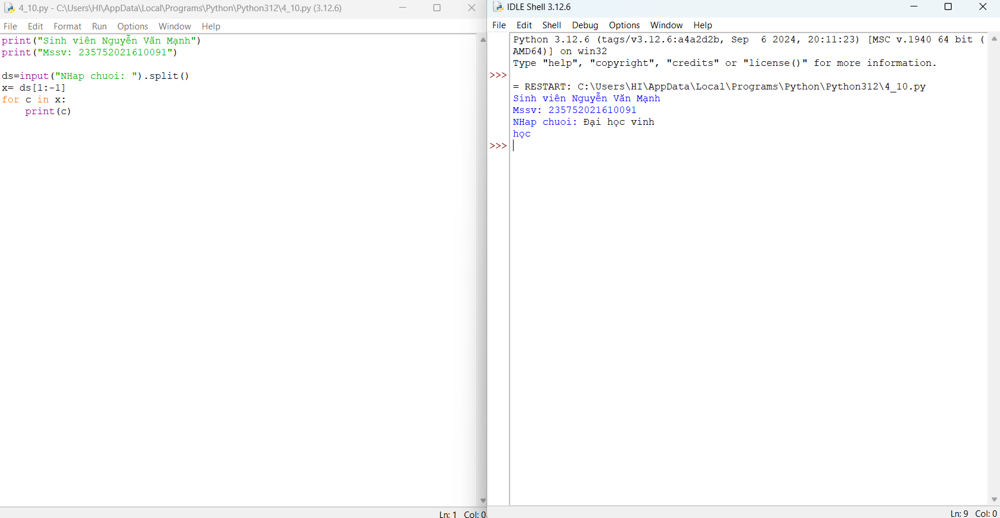 4_10.py - C:\Users\HI\AppData\Local\Programs\Python\Python312\4_10.py (3.12.6)
File Edit Format Run Options Window Help
print("Sinh viên Nguyễn Văn Mạnh")
print("Mssv: 235752021610091")
ds=input("NHap chuoi: ").split()
x= ds[1:-1]
for c in x:
    print(c)
Ln: 1 Col: 0
IDLE Shell 3.12.6
File Edit Shell Debug Options Window Help
Python 3.12.6 (tags/v3.12.6:a4a2d2b, Sep  6 2024, 20:11:23) [MSC v.1940 64 bit (
AMD64)] on win32
Type "help", "copyright", "credits" or "license()" for more information.
>>>
= RESTART: C:\Users\HI\AppData\Local\Programs\Python\Python312\4_10.py
Sinh viên Nguyễn Văn Mạnh
Mssv: 235752021610091
NHap chuoi: Đại học vinh
học
>>>
Ln: 9 Col: 0